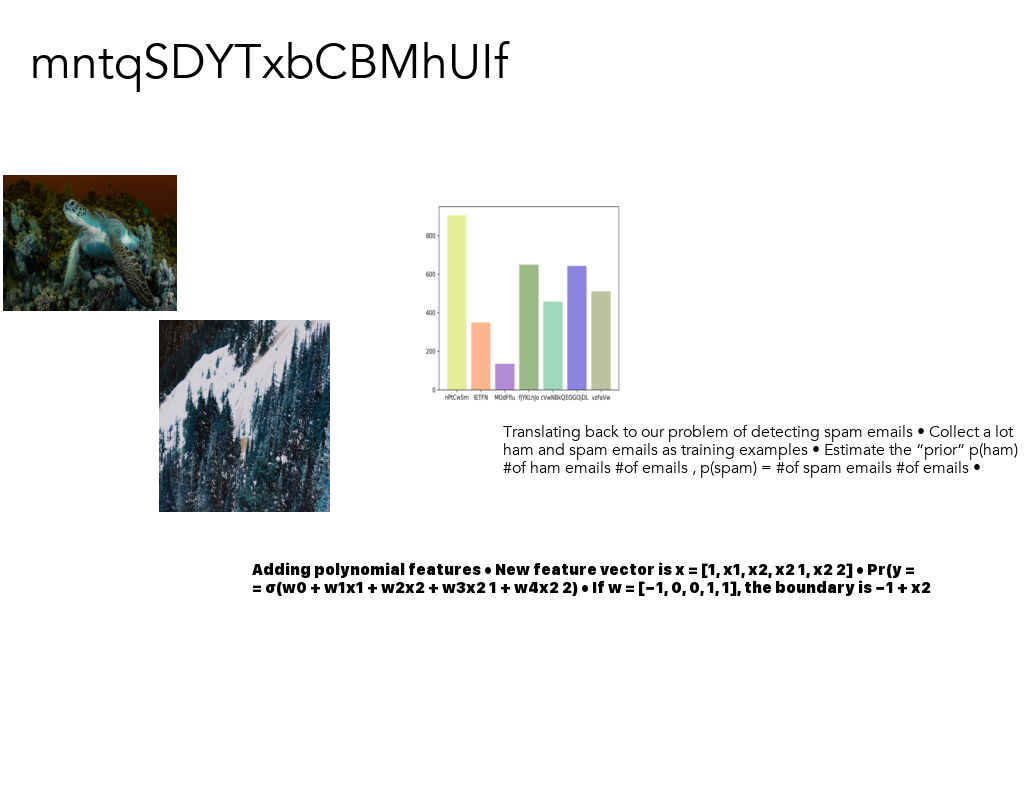 mntqSDYTxbCBMhUIf
800
600
400
200
0
nPtCwSm IETFN MOdFflu fjYKLhJo cVwNBkQEOGOjDL vzFaVw
Translating back to our problem of detecting spam emails • Collect a lot
ham and spam emails as training examples • Estimate the “prior” p(ham)
#of ham emails #of emails , p(spam) = #of spam emails #of emails •
Adding polynomial features • New feature vector is x = [1, x1, x2, x2 1, x2 2] • Pr(y =
= σ(w0 + w1x1 + w2x2 + w3x2 1 + w4x2 2) • If w = [−1, 0, 0, 1, 1], the boundary is −1 + x2